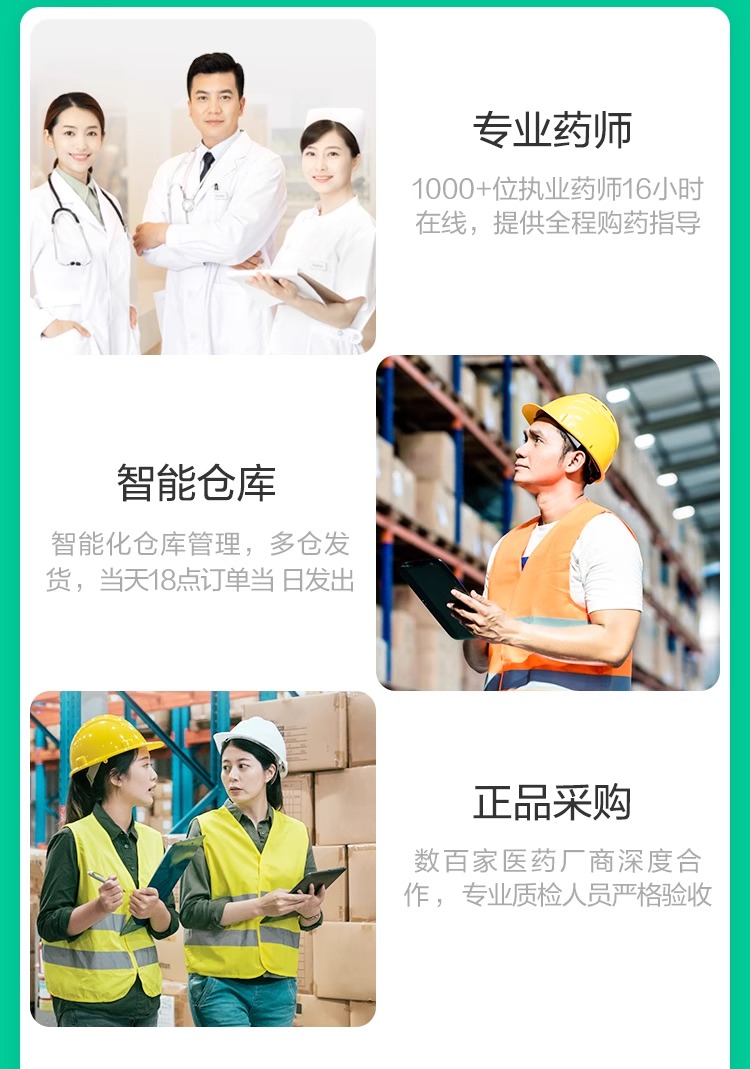 专业药师
1000+位执业药师16小时
在线，提供全程购药指导
智能仓库
智能化仓库管理，多仓发
货，当天18点订单当 日发出
正品采购
数百家医药厂商深度合
作，专业质检人员严格验收